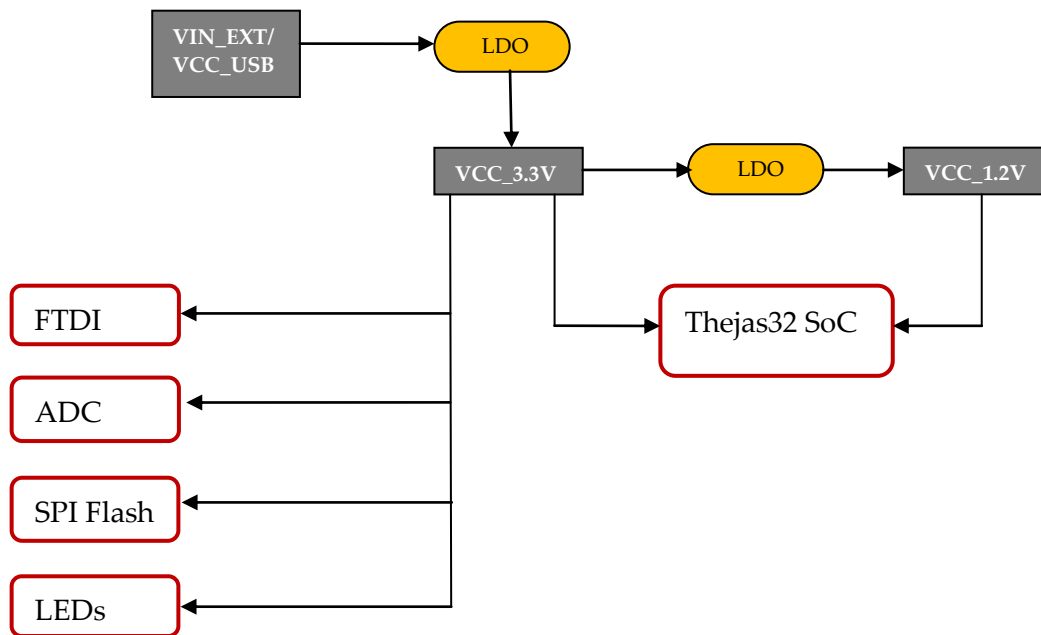 VIN_EXT/
VCC_USB
LDO
VCC_3.3V
LDO
VCC_1.2V
FTDI
Thejas32 SoC
ADC
SPI Flash
LEDs